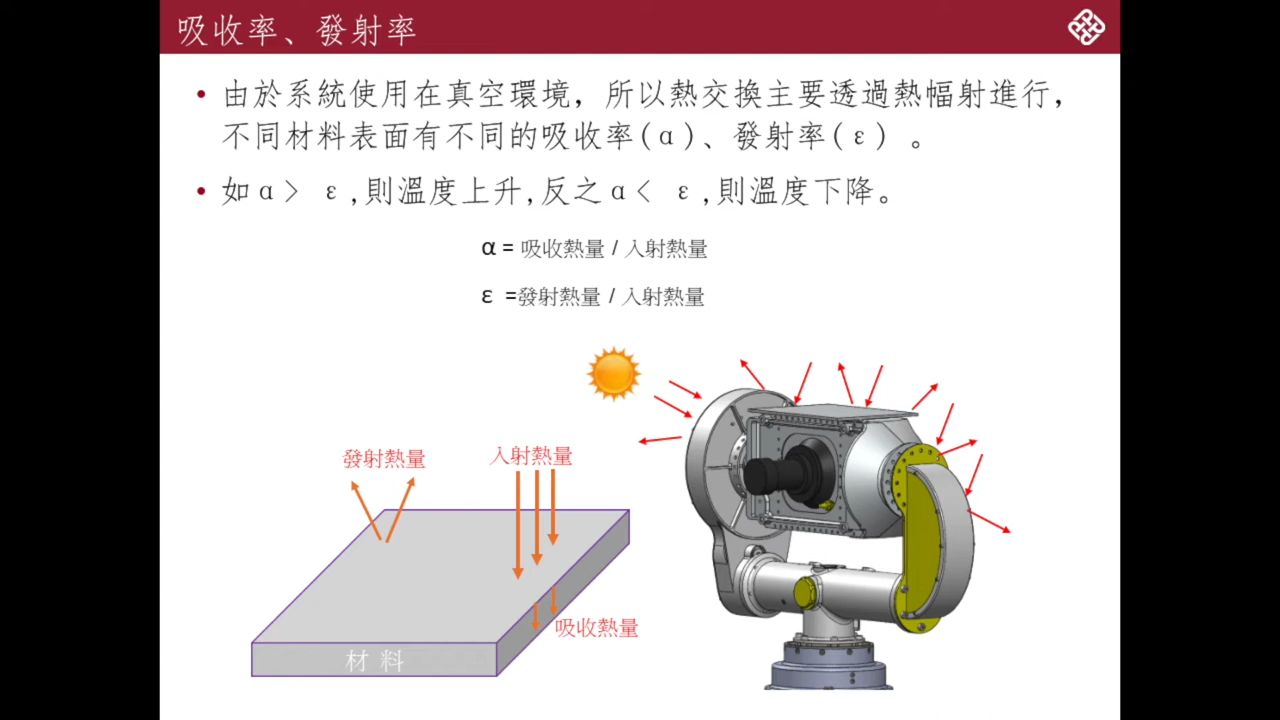 吸收率、發射率
• 由於系統使用在真空環境，所以熱交換主要透過熱幅射進行，
不同材料表面有不同的吸收率(α)、發射率(ε) 。
• 如α> ε,則溫度上升,反之α< ε,則溫度下降。
α = 吸收熱量 / 入射熱量
ε =發射熱量 / 入射熱量
發射熱量
入射熱量
吸收熱量
材 料